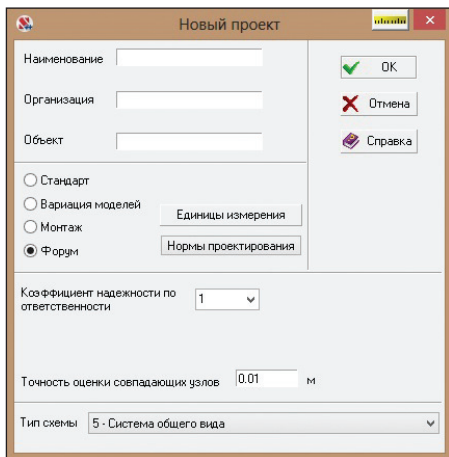 Новый проект
Наименование
OK
Организация
Отмена
Объект
Справка
Стандарт
Вариация моделей
Единицы измерения
Монтаж
Форум
Нормы проектирования
Коэффициент надежности по
ответственности
1
Точность оценки совпадающих узлов 0.01 м
Тип схемы 5 - Система общего вида